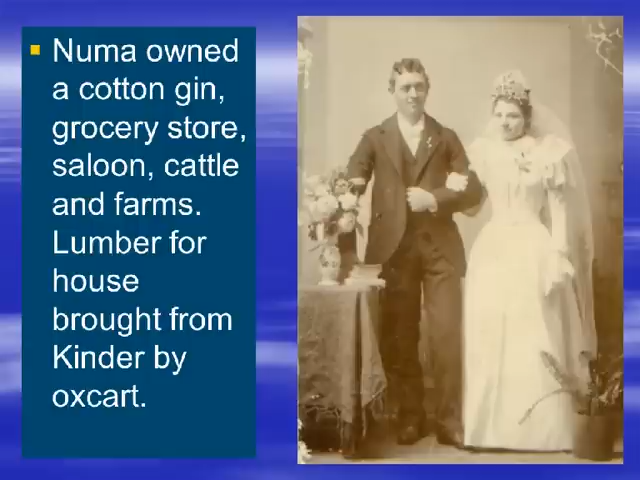 Numa owned
a cotton gin,
grocery store,
saloon, cattle
and farms.
Lumber for
house
brought from
Kinder by
oxcart.